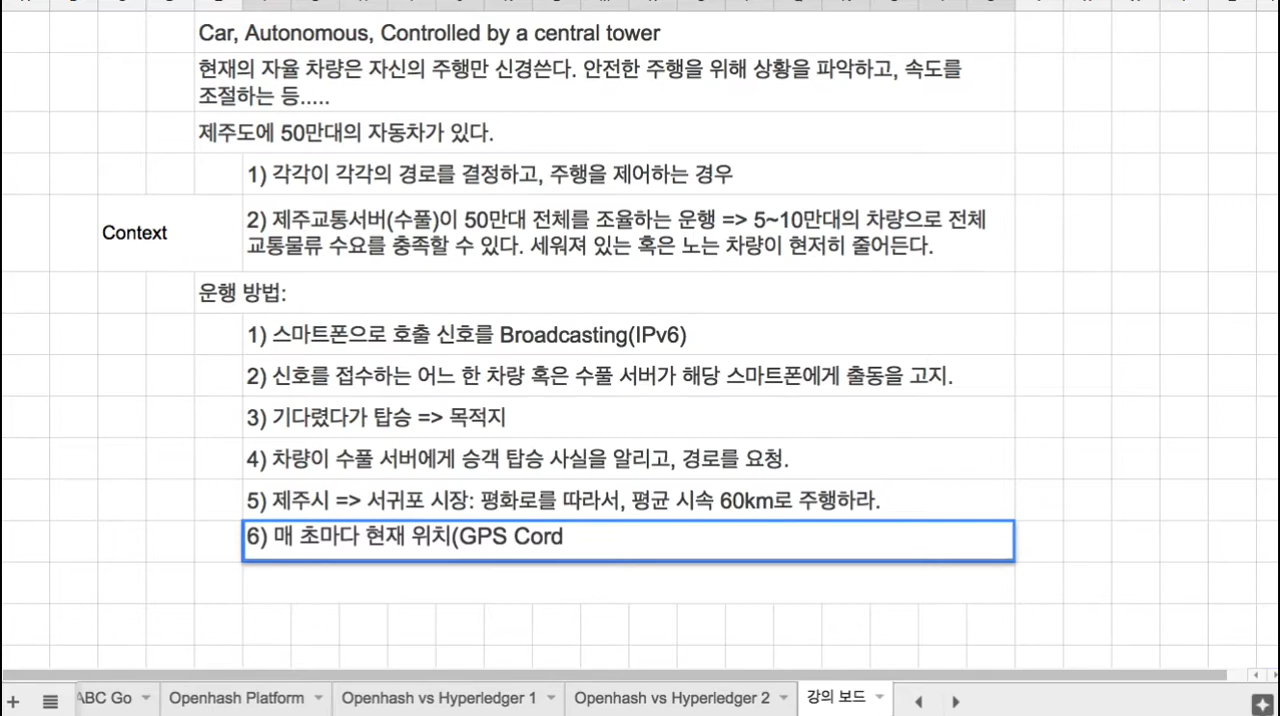 Car, Autonomous, Controlled by a central tower
현재의 자율 차량은 자신의 주행만 신경쓴다. 안전한 주행을 위해 상황을 파악하고, 속도를
조절하는 등.....
제주도에 50만대의 자동차가 있다.
1) 각각이 각각의 경로를 결정하고, 주행을 제어하는 경우
Context
2) 제주교통서버(수풀)이 50만대 전체를 조율하는 운행 => 5~10만대의 차량으로 전체
교통물류 수요를 충족할 수 있다. 세워져 있는 혹은 노는 차량이 현저히 줄어든다.
운행 방법:
1) 스마트폰으로 호출 신호를 Broadcasting(IPv6)
2) 신호를 접수하는 어느 한 차량 혹은 수풀 서버가 해당 스마트폰에게 출동을 고지.
3) 기다렸다가 탑승 => 목적지
4) 차량이 수풀 서버에게 승객 탑승 사실을 알리고, 경로를 요청.
5) 제주시 => 서귀포 시장: 평화로를 따라서, 평균 시속 60km로 주행하라.
6) 매 초마다 현재 위치(GPS Cord
ABC Go
Openhash Platform
Openhash vs Hyperledger 1
Openhash vs Hyperledger 2
강의 보드